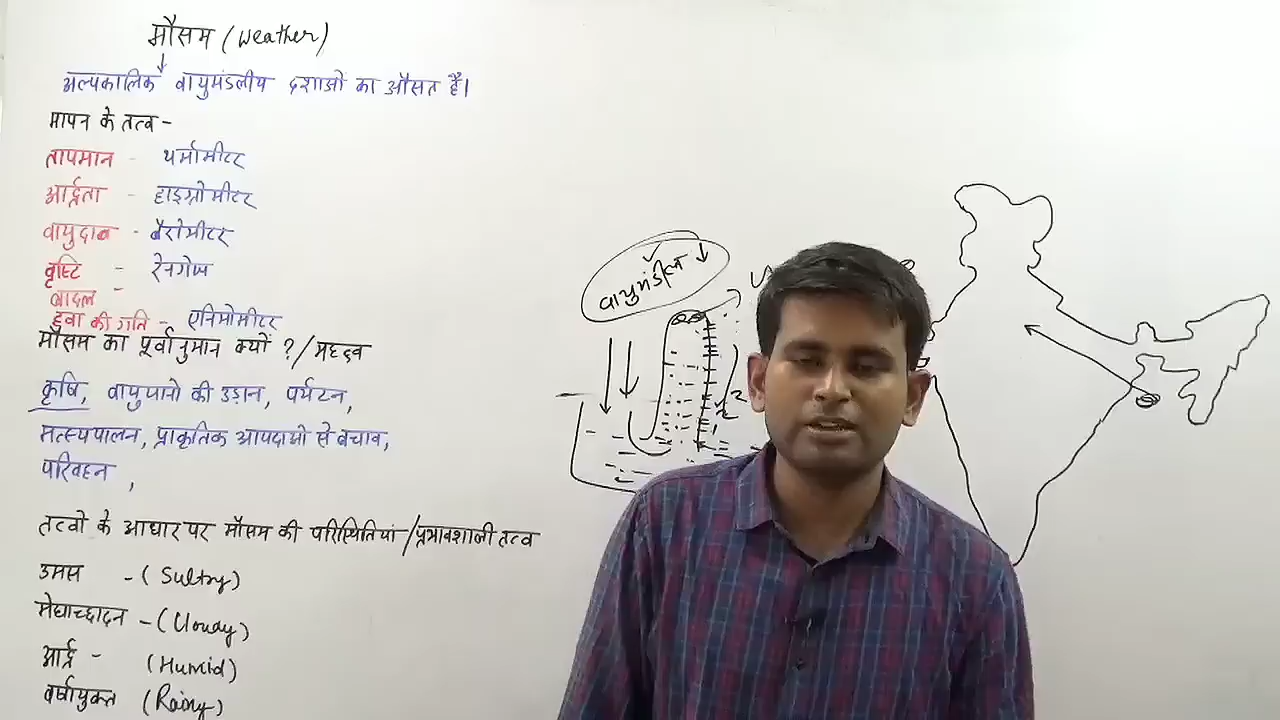 मौसम (Weather)
अल्पकालिक वायुमंडलीय दशाओं का औसत है।
मापन के तत्व -
तापमान - थर्मामीटर
आर्द्रता - हाइग्रोमीटर
वायुदाब - बैरोमीटर
वृष्टि - रेनगेज
बादल -
हवा की गति - एनिमोमीटर
मौसम का पूर्वानुमान क्यों ? / महत्व
कृषि, वायुयानो की उड़ान, पर्यटन,
मत्स्यपालन, प्राकृतिक आपदाओ से बचाव,
परिवहन ,
तत्वो के आधार पर मौसम की परिस्थितियां / प्रभावशाली तत्व
उमस - (Sultry)
मेघाच्छादन - (Cloudy)
आर्द्र - (Humid)
वर्षायुक्त (Rainy)
वायुमंडल